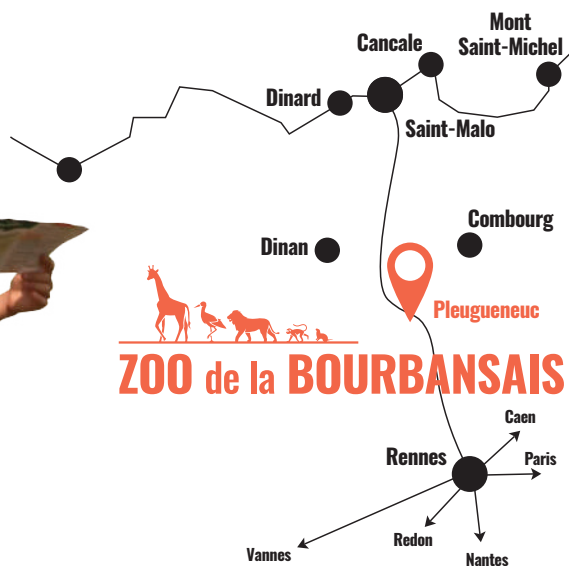 Mont
Saint-Michel
Cancale
Dinard
Saint-Malo
Combourg
Dinan
Pleugueneuc
ZOO de la BOURBANSAIS
Caen
Rennes
Paris
Redon
Vannes
Nantes